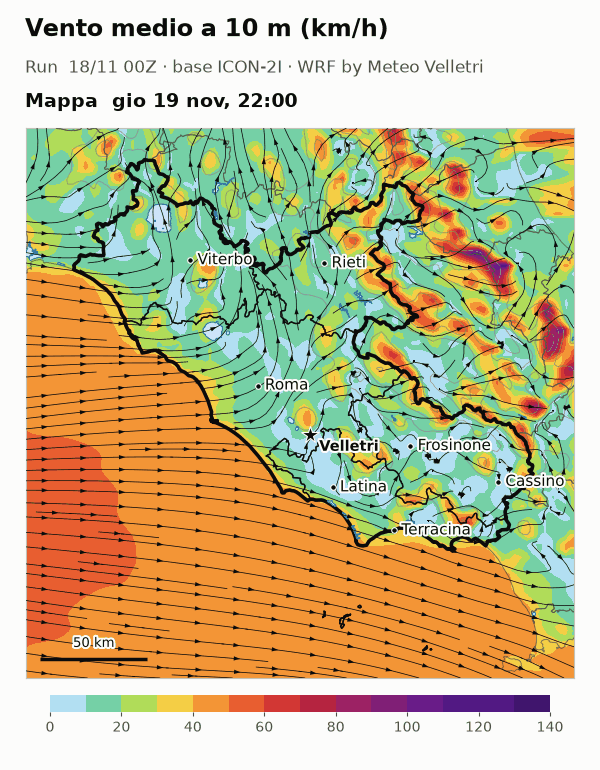 Vento medio a 10 m (km/h)
Run  18/11 00Z · base ICON-2I · WRF by Meteo Velletri
Mappa  gio 19 nov, 22:00
Viterbo
Rieti
Roma
Velletri
Frosinone
Cassino
Latina
Terracina
50 km
0 20 40 60 80 100 120 140